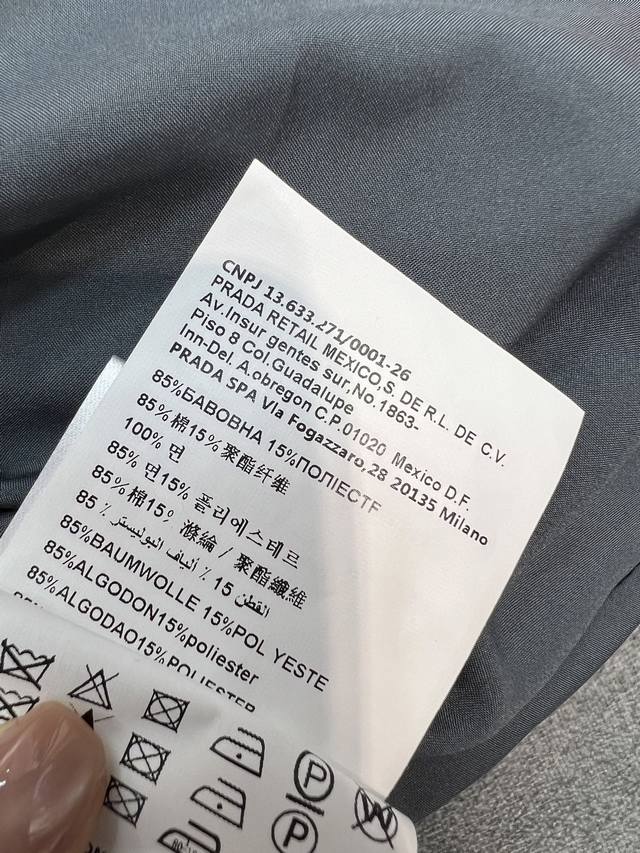 CNPJ 13.633.271/0001-26
PRADA RETAIL MEXICO,S. DE R.L. DE C.V.
Av.Insur gentes sur.No.1863-
Piso 8 Col.Guadalupe
Inn-Del. A.obregon C.P.01020 Mexico D.F.
PRADA SPA VIa Fogazzaro,28 20135 Milano
85%БАВОВНА 15%ПОЛІЕСТF
85%棉15%聚酯纤维
100% 면
85% 면15% 폴리에스테르
85%棉15% 滌綸 / 聚酯纖維
85 ٪ القطن 15 ٪ ألياف البوليستر
85%BAUMWOLLE 15%POL YESTE
85%ALGODON15%poliester
85%ALGODAO15%POLIESTER
P
W
P